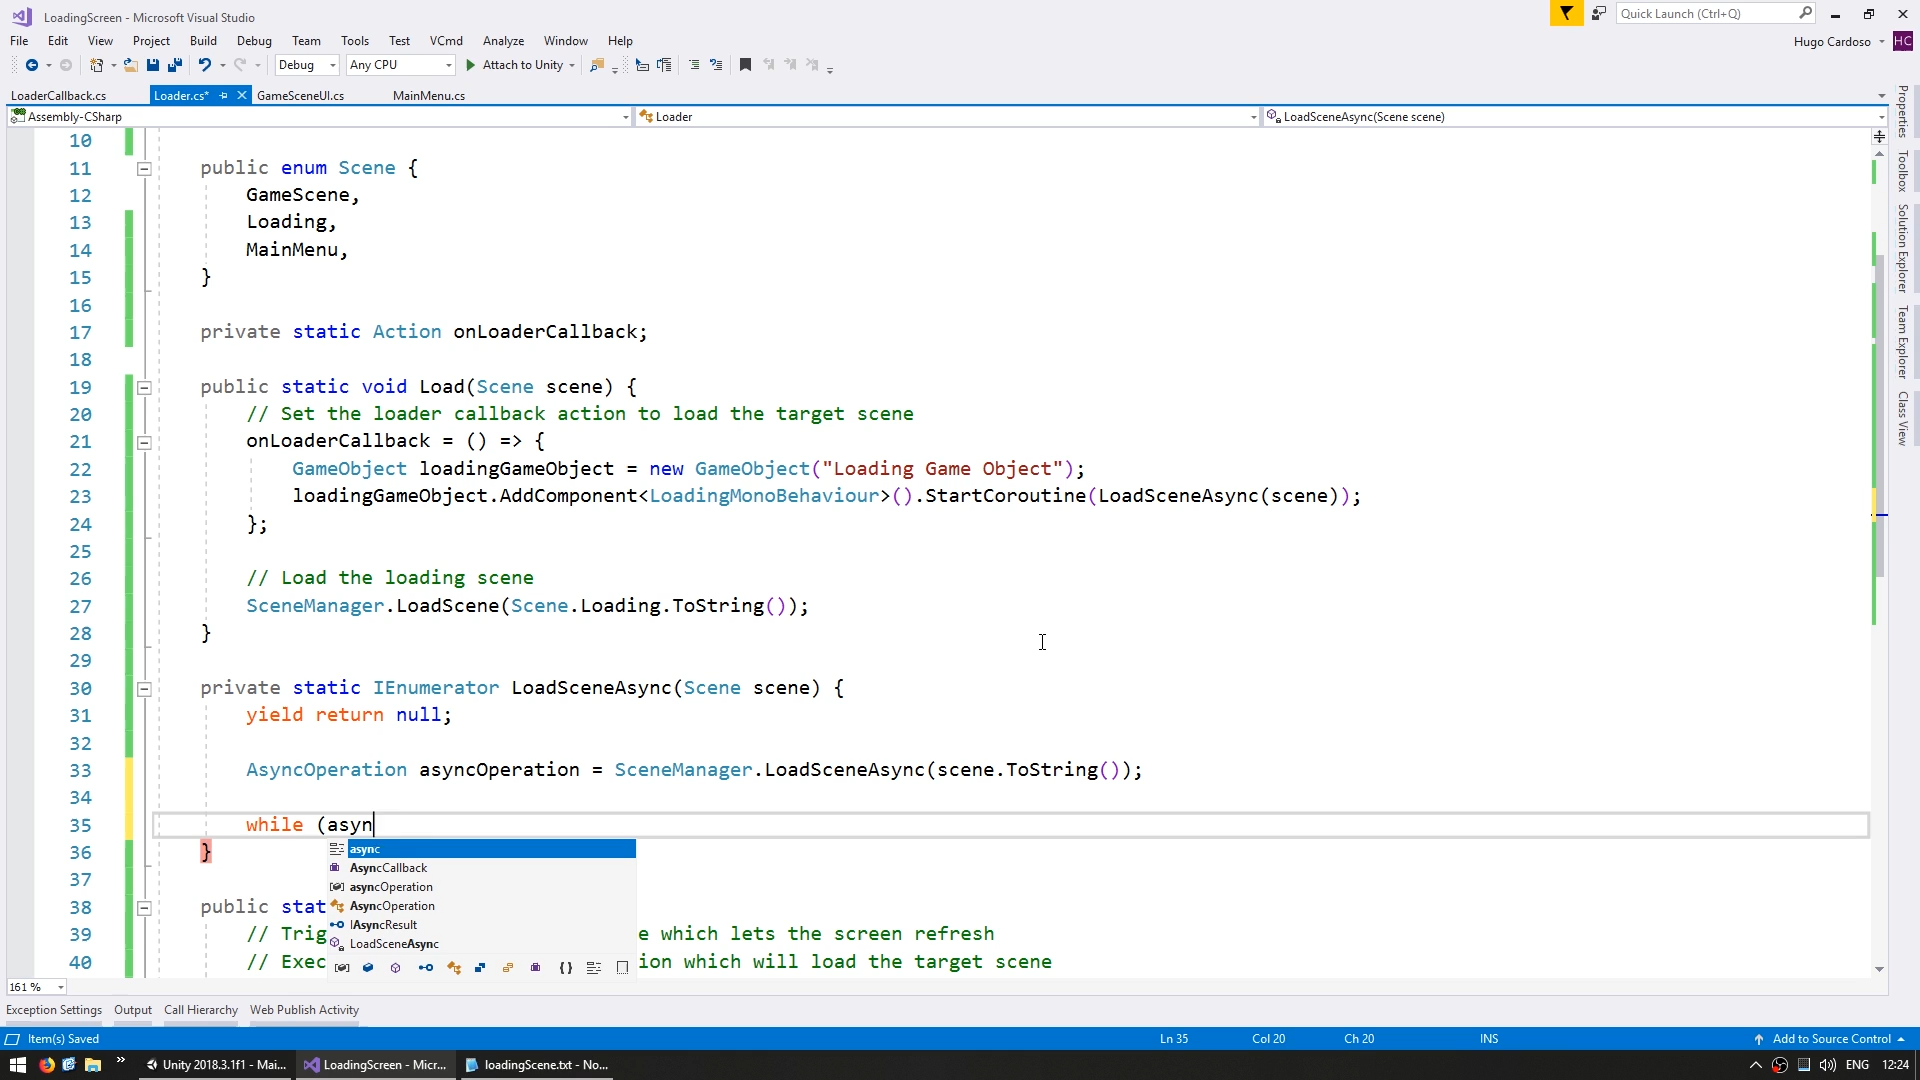 LoadingScreen - Microsoft Visual Studio
Quick Launch (Ctrl+Q)
File Edit View Project Build Debug Team Tools Test VCmd Analyze Window Help
Hugo Cardoso HC
Debug Any CPU Attach to Unity
LoaderCallback.cs Loader.cs* GameSceneUI.cs MainMenu.cs
Assembly-CSharp Loader LoadSceneAsync(Scene scene)
10
11 public enum Scene {
12 GameScene,
13 Loading,
14 MainMenu,
15 }
16
17 private static Action onLoaderCallback;
18
19 public static void Load(Scene scene) {
20 // Set the loader callback action to load the target scene
21 onLoaderCallback = () => {
22 GameObject loadingGameObject = new GameObject("Loading Game Object");
23 loadingGameObject.AddComponent<LoadingMonoBehaviour>().StartCoroutine(LoadSceneAsync(scene));
24 };
25
26 // Load the loading scene
27 SceneManager.LoadScene(Scene.Loading.ToString());
28 }
29
30 private static IEnumerator LoadSceneAsync(Scene scene) {
31 yield return null;
32
33 AsyncOperation asyncOperation = SceneManager.LoadSceneAsync(scene.ToString());
34
35 while (asyn
36 }
37
38 public stat
39 // Trig e which lets the screen refresh
40 // Exec ion which will load the target scene
async
AsyncCallback
asyncOperation
AsyncOperation
IAsyncResult
LoadSceneAsync
Properties
Toolbox
Solution Explorer
Team Explorer
Class View
161 %
Exception Settings Output Call Hierarchy Web Publish Activity
Item(s) Saved Ln 35 Col 20 Ch 20 INS Add to Source Control
Unity 2018.3.1f1 - Mai... LoadingScreen - Micr... loadingScene.txt - No... ENG 12:24